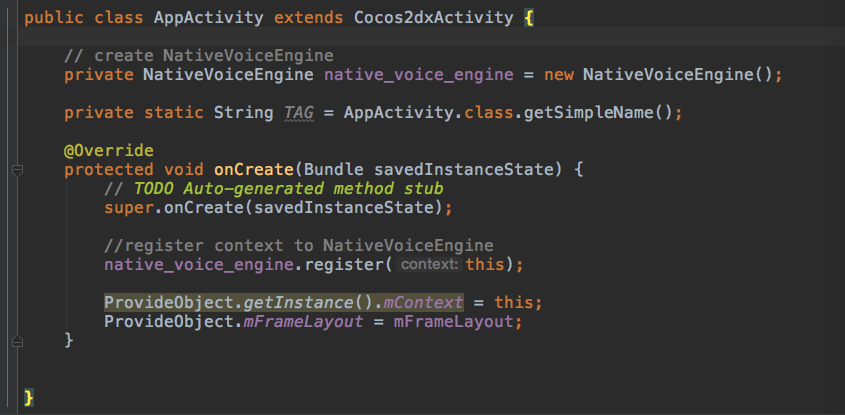 public class AppActivity extends Cocos2dxActivity {
// create NativeVoiceEngine
private NativeVoiceEngine native_voice_engine = new NativeVoiceEngine();
private static String TAG = AppActivity.class.getSimpleName();
@Override
protected void onCreate(Bundle savedInstanceState) {
// TODO Auto-generated method stub
super.onCreate(savedInstanceState);
//register context to NativeVoiceEngine
native_voice_engine.register( context: this);
ProvideObject.getInstance().mContext = this;
ProvideObject.mFrameLayout = mFrameLayout;
}
}